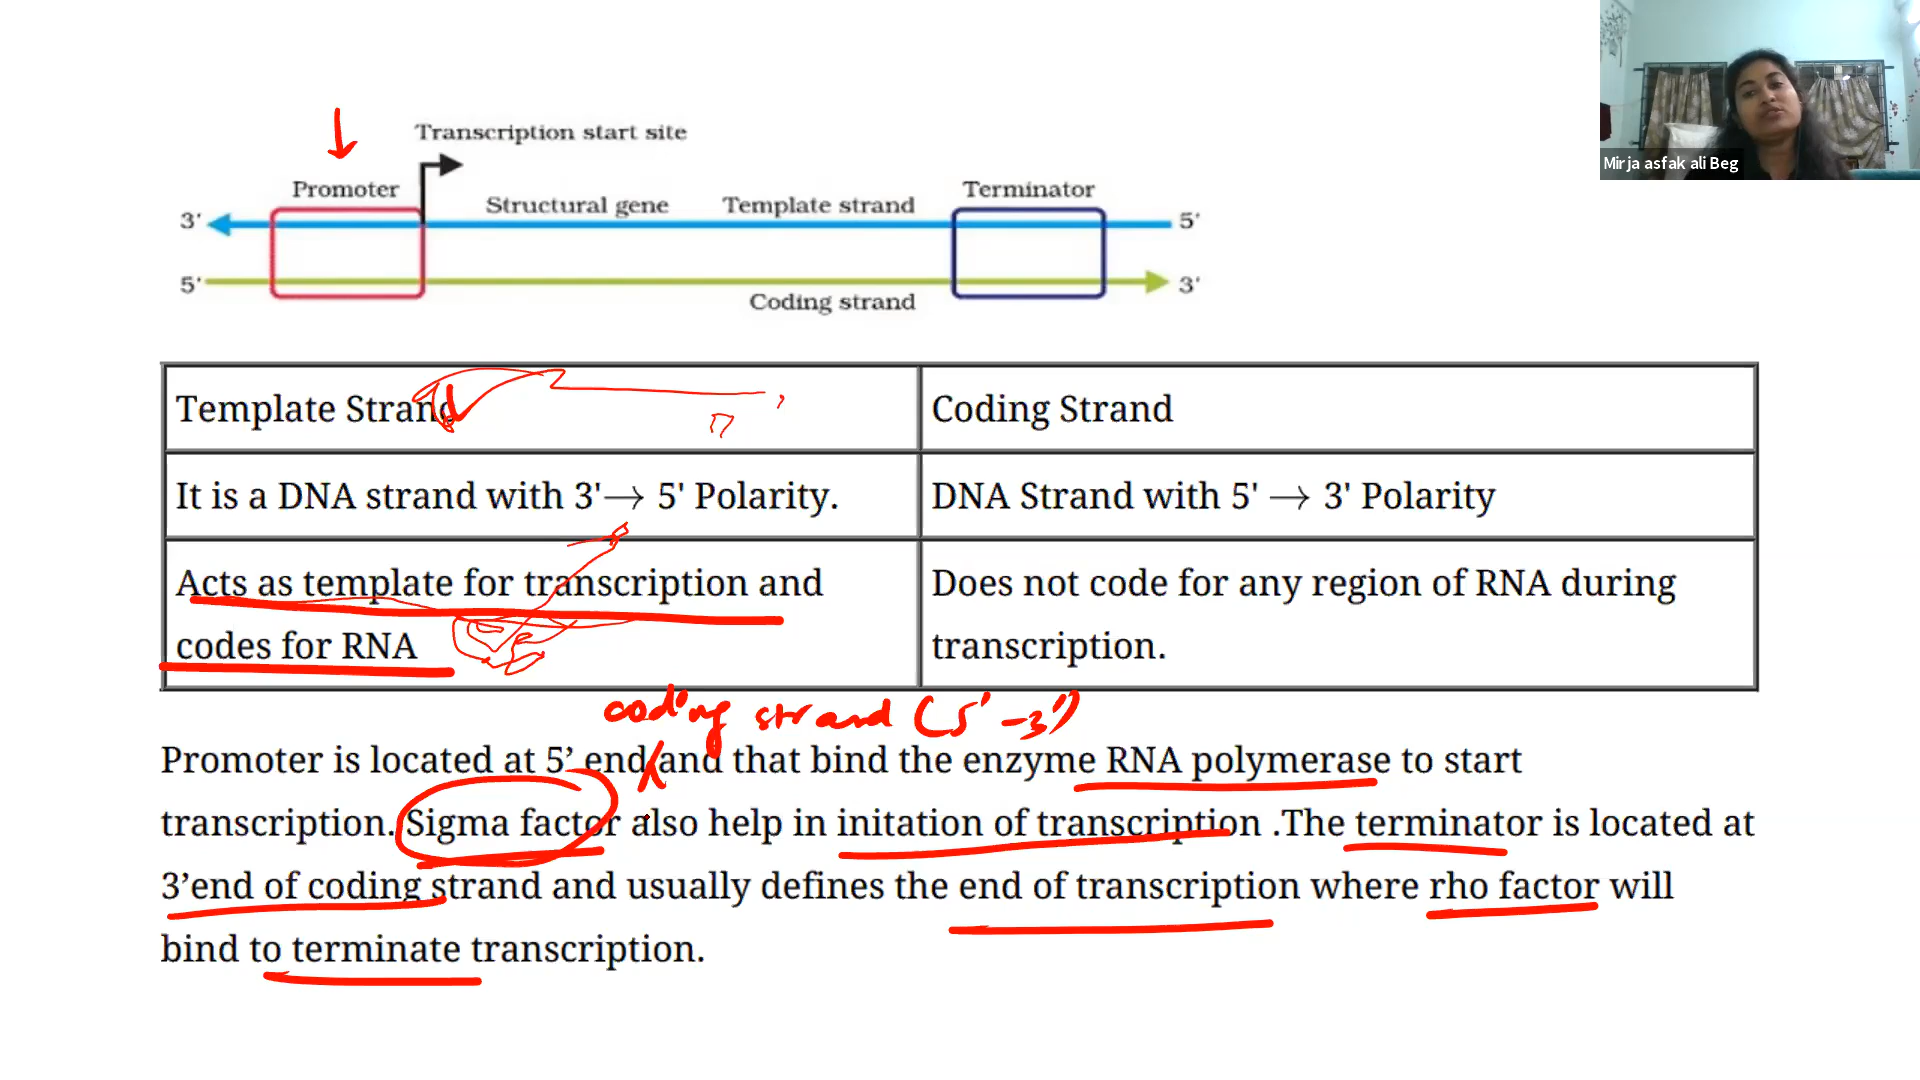 Mirja asfak ali Beg
Transcription start site
Promoter
Structural gene
Template strand
Terminator
3'
5'
5'
3'
Coding strand
Template Strand
Coding Strand
It is a DNA strand with 3'→ 5' Polarity.
DNA Strand with 5' → 3' Polarity
Acts as template for transcription and
codes for RNA
Does not code for any region of RNA during
transcription.
coding strand (5'-3')
Promoter is located at 5’ end and that bind the enzyme RNA polymerase to start
transcription. Sigma factor also help in initation of transcription .The terminator is located at
3’end of coding strand and usually defines the end of transcription where rho factor will
bind to terminate transcription.